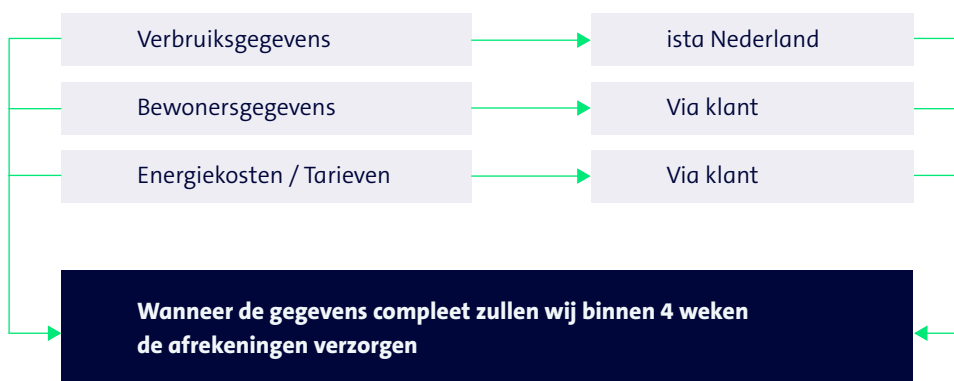 Verbruiksgegevens
ista Nederland
Bewonersgegevens
Via klant
Energiekosten / Tarieven
Via klant
Wanneer de gegevens compleet zullen wij binnen 4 weken
de afrekeningen verzorgen